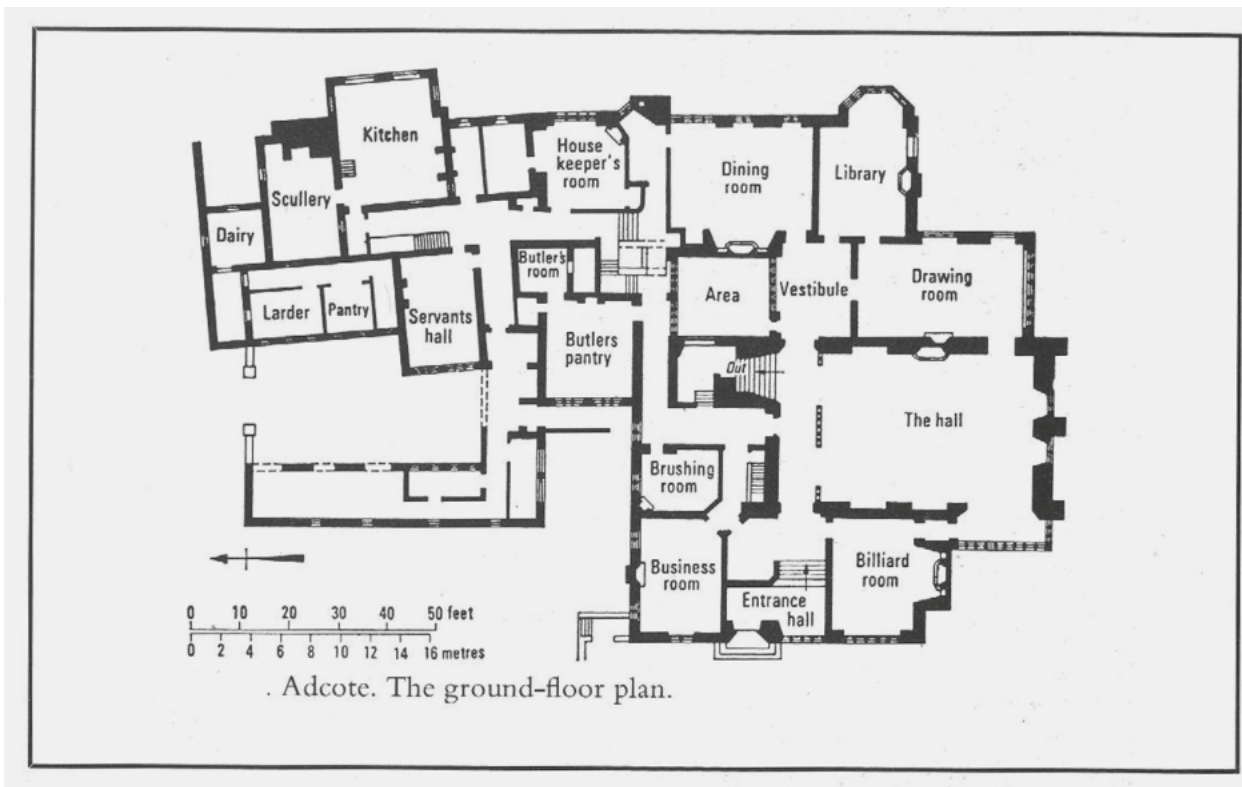 Kitchen
House
keeper's
room
Dining
room
Library
Scullery
Dairy
Butler's
room
Area
Vestibule
Drawing
room
Larder
Pantry
Servants
hall
Butlers
pantry
Out
The hall
Brushing
room
Business
room
Entrance
hall
Billiard
room
0 10 20 30 40 50 feet
0 2 4 6 8 10 12 14 16 metres
. Adcote. The ground-floor plan.